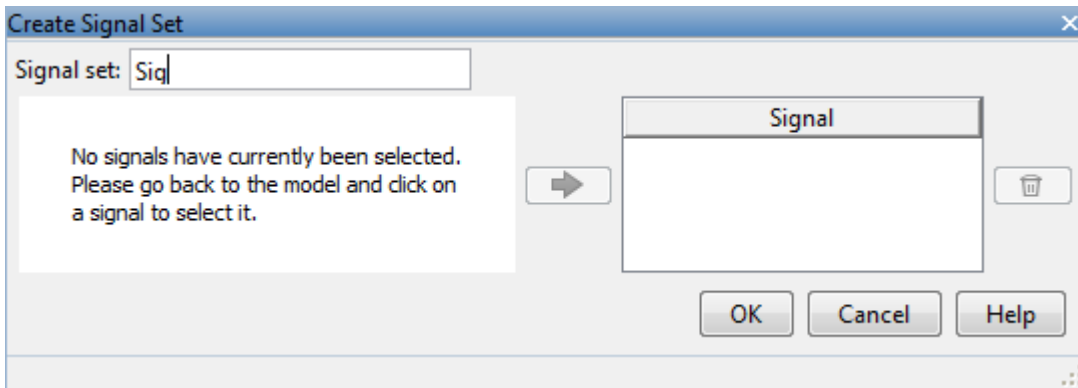 Create Signal Set
Signal set: Sig
Signal
No signals have currently been selected.
Please go back to the model and click on
a signal to select it.
OK Cancel Help